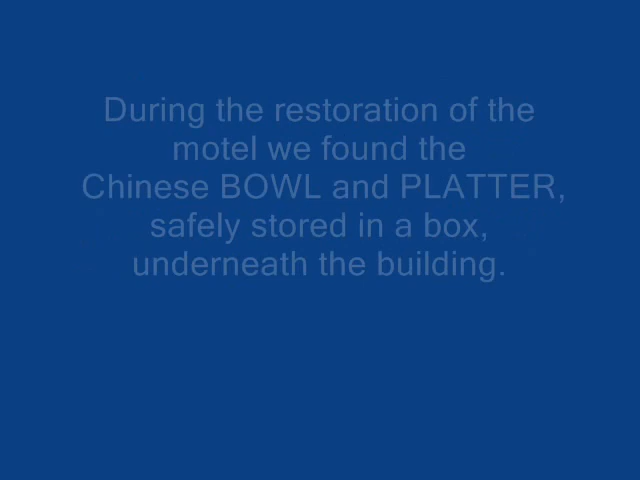 During the restoration of the
motel we found the
Chinese BOWL and PLATTER,
safely stored in a box,
underneath the building.